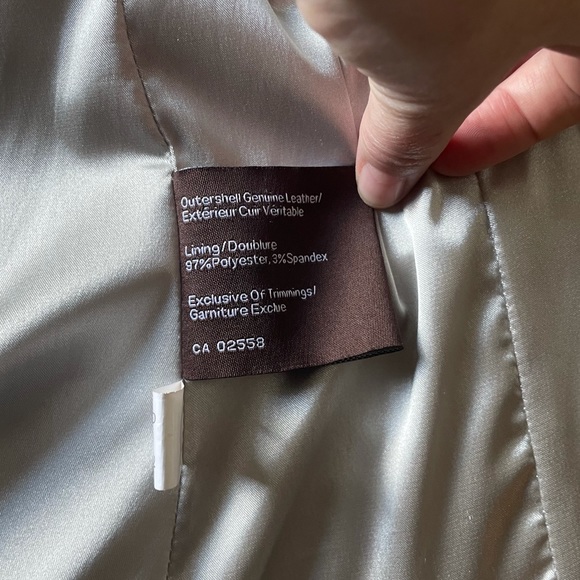 Outershell Genuine Leather/
Extérieur Cuir Véritable
Lining/Doublure
97%Polyester,3%Spandex
Exclusive Of Trimmings/
Garniture Exclue
CA 02558